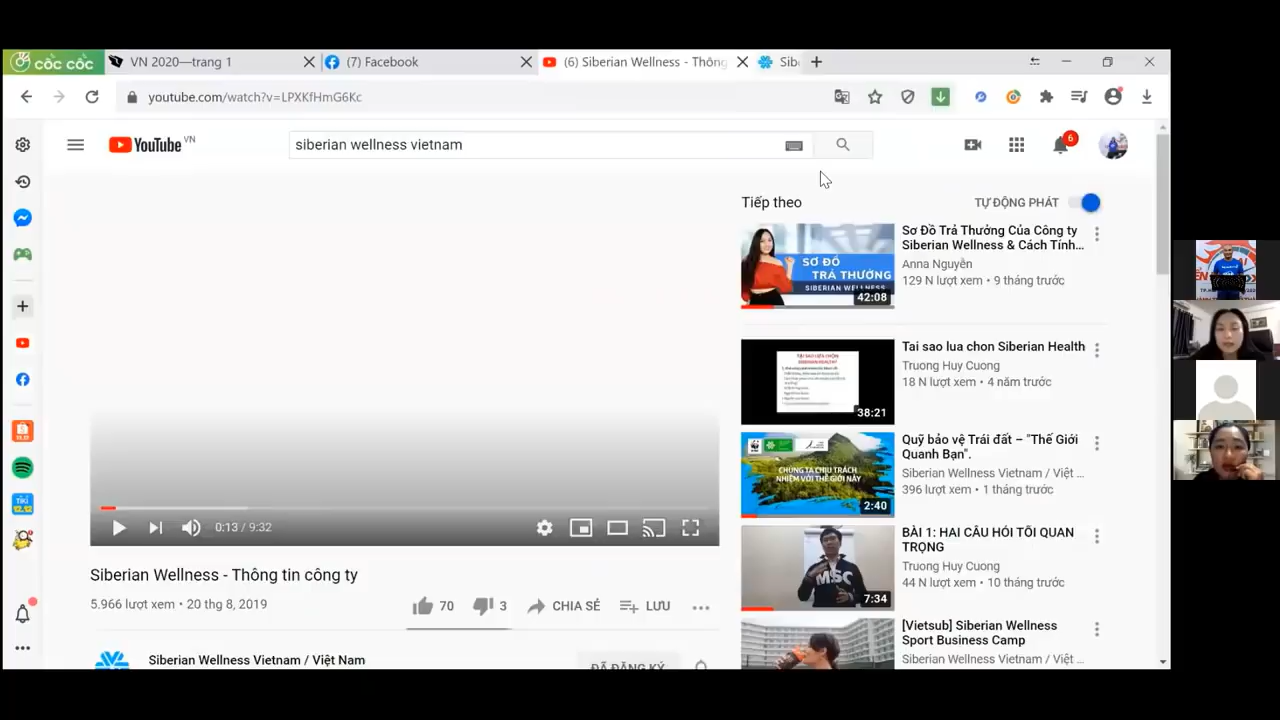 cốc cốc
VN 2020—trang 1
(7) Facebook
(6) Siberian Wellness - Thông
Sib
youtube.com/watch?v=LPXKfHmG6Kc
YouTube VN
siberian wellness vietnam
6
Tiếp theo
TỰ ĐỘNG PHÁT
SƠ ĐỒ
TRẢ THƯỞNG
SIBERIAN WELLNESS
42:08
Sơ Đồ Trả Thưởng Của Công ty
Siberian Wellness & Cách Tính...
Anna Nguyễn
129 N lượt xem • 9 tháng trước
38:21
Tai sao lua chon Siberian Health
Truong Huy Cuong
18 N lượt xem • 4 năm trước
CHÚNG TA CHỊU TRÁCH
NHIỆM VỚI THẾ GIỚI NÀY
2:40
Quỹ bảo vệ Trái đất – "Thế Giới
Quanh Bạn".
Siberian Wellness Vietnam / Việt ...
396 lượt xem • 1 tháng trước
MSC
7:34
BÀI 1: HAI CÂU HỎI TỐI QUAN
TRỌNG
Truong Huy Cuong
44 N lượt xem • 10 tháng trước
[Vietsub] Siberian Wellness
Sport Business Camp
Siberian Wellness Vietnam / Việt ...
0:13 / 9:32
Siberian Wellness - Thông tin công ty
5.966 lượt xem • 20 thg 8, 2019
70
3
CHIA SẺ
LƯU
Siberian Wellness Vietnam / Việt Nam
ĐÃ ĐĂNG KÝ